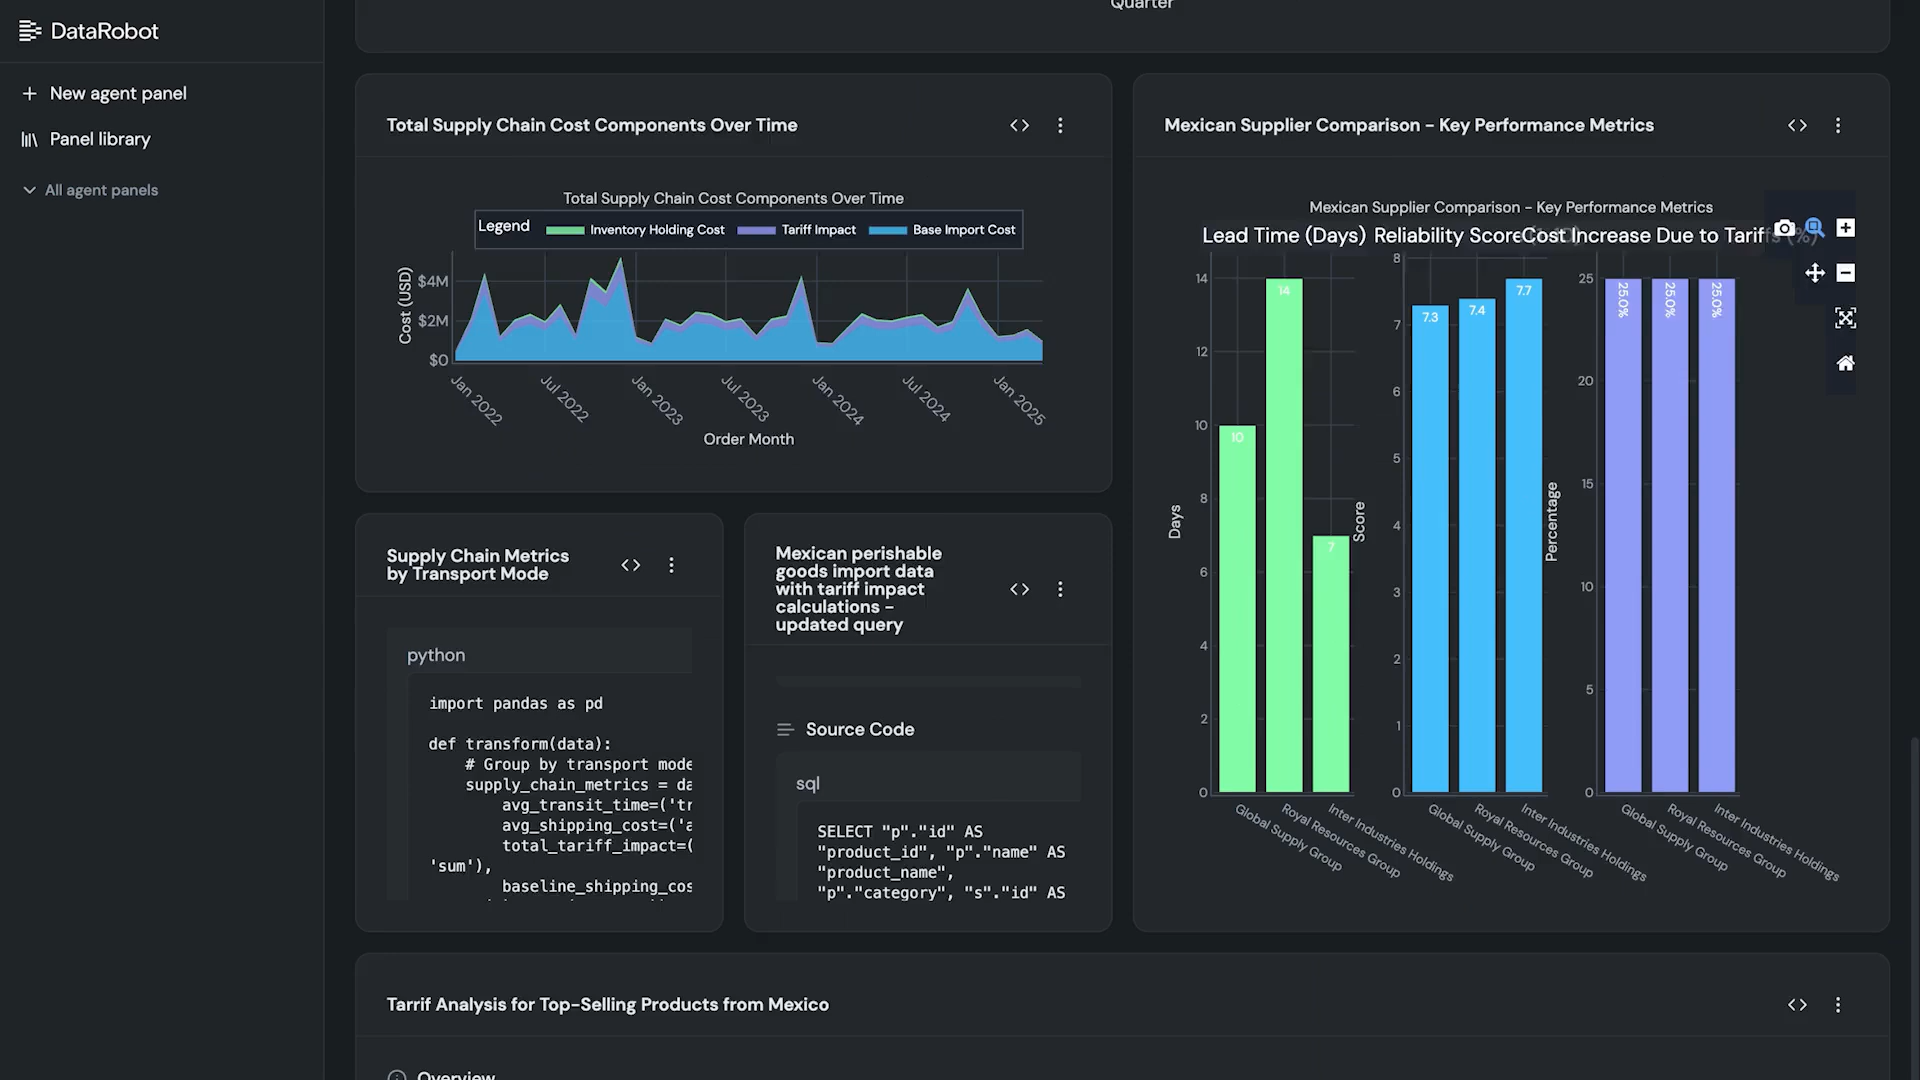 DataRobot
New agent panel
Panel library
All agent panels
Quarter
Total Supply Chain Cost Components Over Time
Total Supply Chain Cost Components Over Time
Legend
Inventory Holding Cost
Tariff Impact
Base Import Cost
Cost (USD)
$4M
$2M
$0
Jan 2022
Jul 2022
Jan 2023
Jul 2023
Jan 2024
Jul 2024
Jan 2025
Order Month
Mexican Supplier Comparison - Key Performance Metrics
Mexican Supplier Comparison - Key Performance Metrics
Lead Time (Days)
Reliability Score
Cost Increase Due to Tariffs (%)
Days
14
12
10
8
6
4
2
0
10
14
7
Global Supply Group
Royal Resources Group
Inter Industries Holdings
Score
8
7
6
5
4
3
2
1
0
7.3
7.4
7.7
Global Supply Group
Royal Resources Group
Inter Industries Holdings
Percentage
25
20
15
10
5
0
25.0%
25.0%
25.0%
Global Supply Group
Royal Resources Group
Inter Industries Holdings
Supply Chain Metrics
by Transport Mode
python
import pandas as pd
def transform(data):
# Group by transport mode
supply_chain_metrics = da
avg_transit_time=('tr
avg_shipping_cost=('a
total_tariff_impact=(
'sum'),
baseline_shipping_cos
Mexican perishable
goods import data
with tariff impact
calculations -
updated query
Source Code
sql
SELECT "p"."id" AS
"product_id", "p"."name" AS
"product_name",
"p"."category", "s"."id" AS
Tarrif Analysis for Top-Selling Products from Mexico
Overview